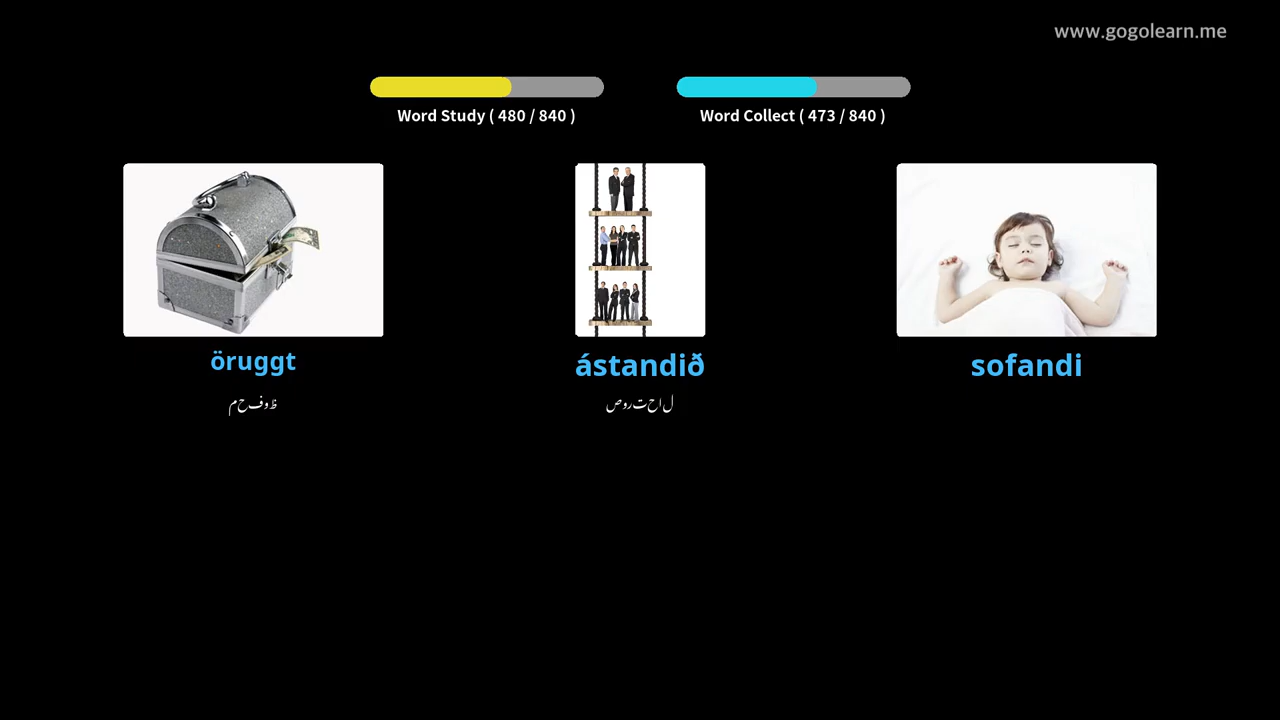 www.gogolearn.me
Word Study ( 480 / 840 )
Word Collect ( 473 / 840 )
öruggt
ástandið
sofandi
محفوظ
صورتحال